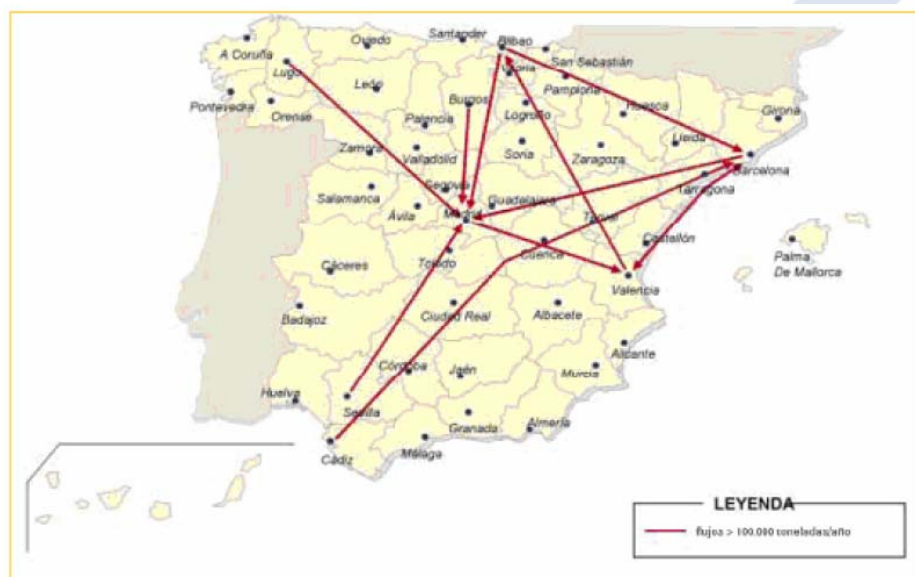 Santander
Bilbao
Oviedo
A Coruña
San Sebastián
Lugo
Vitoria
León
Pamplona
Burgos
Huesca
Pontevedra
Orense
Logroño
Girona
Palencia
Lleida
Zamora
Valladolid
Soria
Zaragoza
Barcelona
Segovia
Tarragona
Salamanca
Guadalajara
Ávila
Madrid
Teruel
Castellón
Cuenca
Toledo
Palma
De Mallorca
Cáceres
Valencia
Badajoz
Ciudad Real
Albacete
Alicante
Córdoba
Jaén
Murcia
Huelva
Sevilla
Granada
Almería
Málaga
Cádiz
LEYENDA
flujos > 100.000 toneladas/año